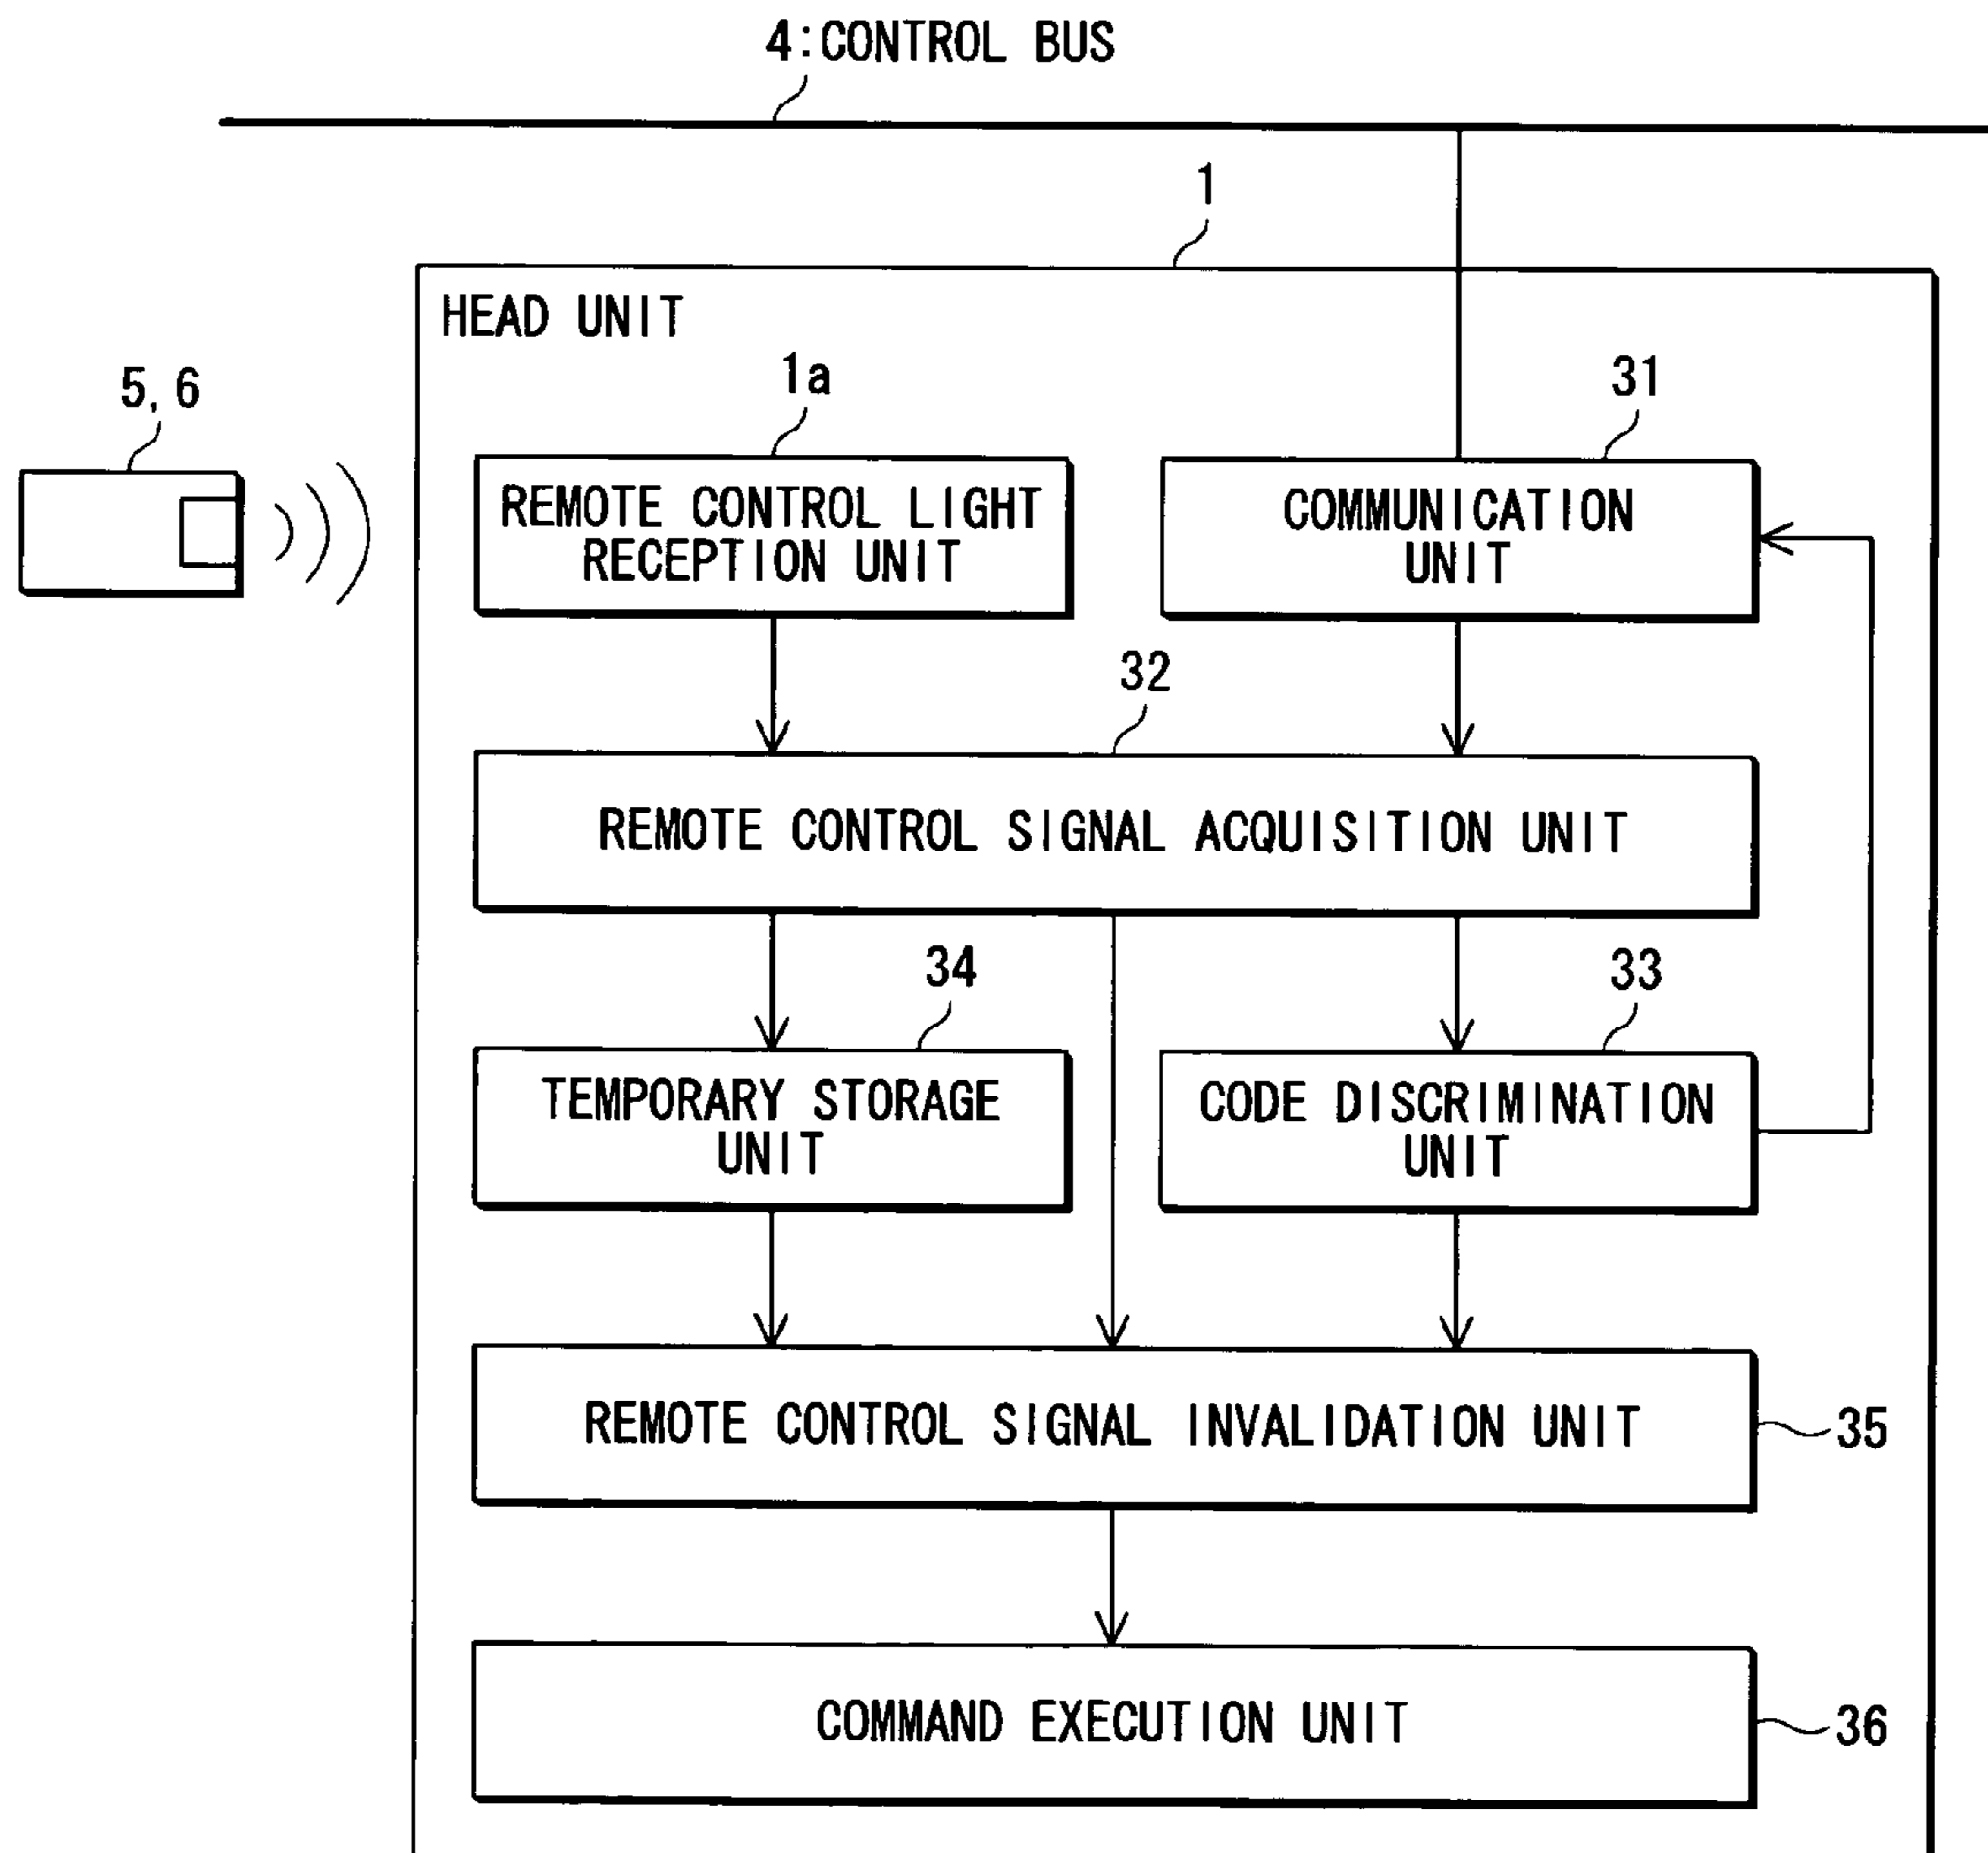 4:CONTROL BUS
1
HEAD UNIT
5, 6
1a
31
REMOTE CONTROL LIGHT
RECEPTION UNIT
COMMUNICATION
UNIT
32
REMOTE CONTROL SIGNAL ACQUISITION UNIT
34
33
TEMPORARY STORAGE
UNIT
CODE DISCRIMINATION
UNIT
REMOTE CONTROL SIGNAL INVALIDATION UNIT
35
COMMAND EXECUTION UNIT
36